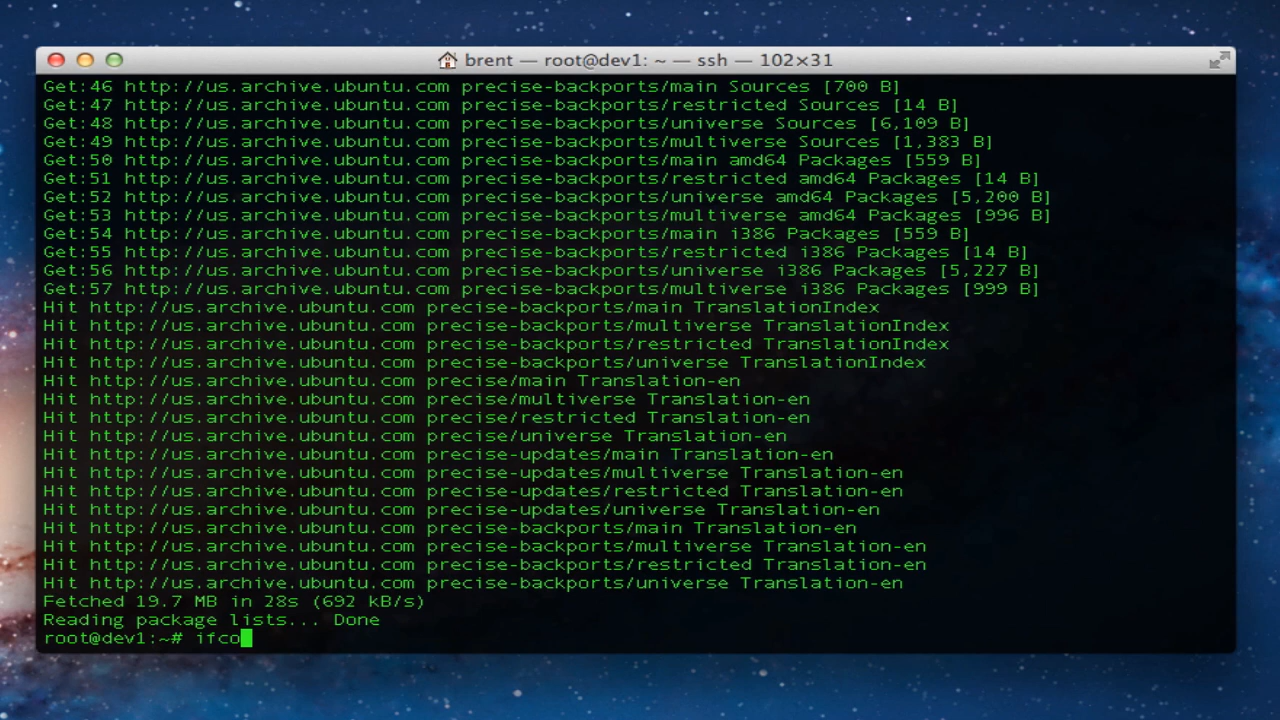 brent — root@dev1: ~ — ssh — 102×31
Get:46 http://us.archive.ubuntu.com precise-backports/main Sources [700 B]
Get:47 http://us.archive.ubuntu.com precise-backports/restricted Sources [14 B]
Get:48 http://us.archive.ubuntu.com precise-backports/universe Sources [6,109 B]
Get:49 http://us.archive.ubuntu.com precise-backports/multiverse Sources [1,383 B]
Get:50 http://us.archive.ubuntu.com precise-backports/main amd64 Packages [559 B]
Get:51 http://us.archive.ubuntu.com precise-backports/restricted amd64 Packages [14 B]
Get:52 http://us.archive.ubuntu.com precise-backports/universe amd64 Packages [5,200 B]
Get:53 http://us.archive.ubuntu.com precise-backports/multiverse amd64 Packages [996 B]
Get:54 http://us.archive.ubuntu.com precise-backports/main i386 Packages [559 B]
Get:55 http://us.archive.ubuntu.com precise-backports/restricted i386 Packages [14 B]
Get:56 http://us.archive.ubuntu.com precise-backports/universe i386 Packages [5,227 B]
Get:57 http://us.archive.ubuntu.com precise-backports/multiverse i386 Packages [999 B]
Hit http://us.archive.ubuntu.com precise-backports/main TranslationIndex
Hit http://us.archive.ubuntu.com precise-backports/multiverse TranslationIndex
Hit http://us.archive.ubuntu.com precise-backports/restricted TranslationIndex
Hit http://us.archive.ubuntu.com precise-backports/universe TranslationIndex
Hit http://us.archive.ubuntu.com precise/main Translation-en
Hit http://us.archive.ubuntu.com precise/multiverse Translation-en
Hit http://us.archive.ubuntu.com precise/restricted Translation-en
Hit http://us.archive.ubuntu.com precise/universe Translation-en
Hit http://us.archive.ubuntu.com precise-updates/main Translation-en
Hit http://us.archive.ubuntu.com precise-updates/multiverse Translation-en
Hit http://us.archive.ubuntu.com precise-updates/restricted Translation-en
Hit http://us.archive.ubuntu.com precise-updates/universe Translation-en
Hit http://us.archive.ubuntu.com precise-backports/main Translation-en
Hit http://us.archive.ubuntu.com precise-backports/multiverse Translation-en
Hit http://us.archive.ubuntu.com precise-backports/restricted Translation-en
Hit http://us.archive.ubuntu.com precise-backports/universe Translation-en
Fetched 19.7 MB in 28s (692 kB/s)
Reading package lists... Done
root@dev1:~# ifco